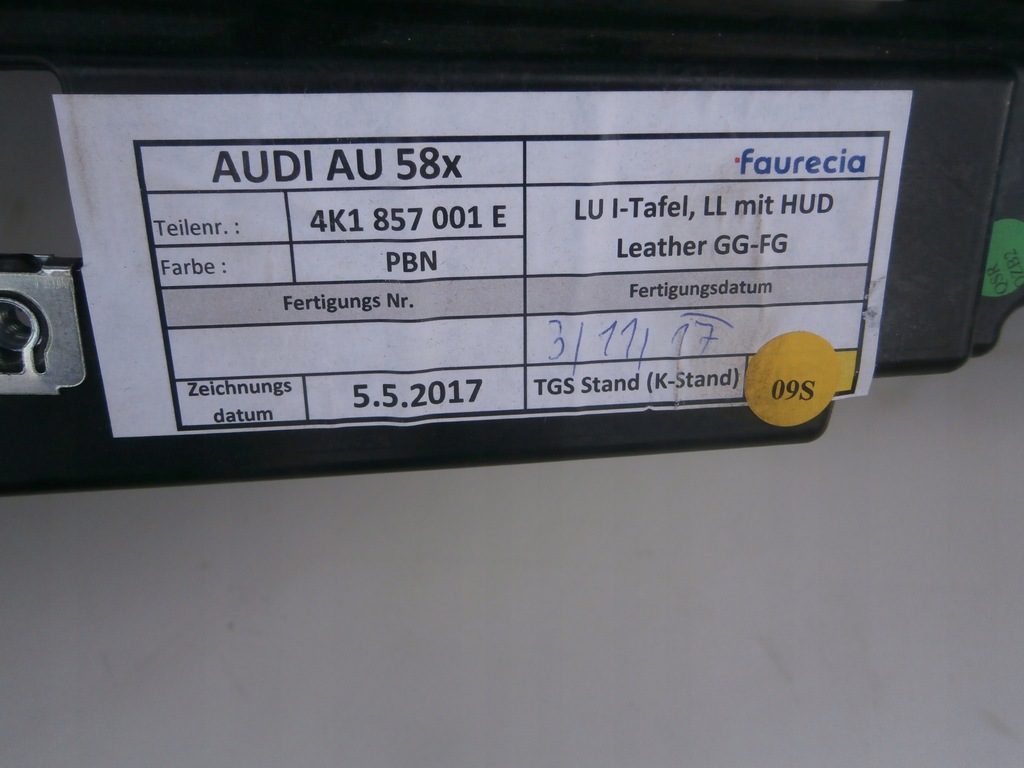 AUDI AU 58x
faurecia
Teilenr. :
4K1 857 001 E
LU I-Tafel, LL mit HUD
Leather GG-FG
Farbe :
PBN
Fertigungs Nr.
Fertigungsdatum
3/11/17
Zeichnungs
datum
5.5.2017
TGS Stand (K-Stand)
09S